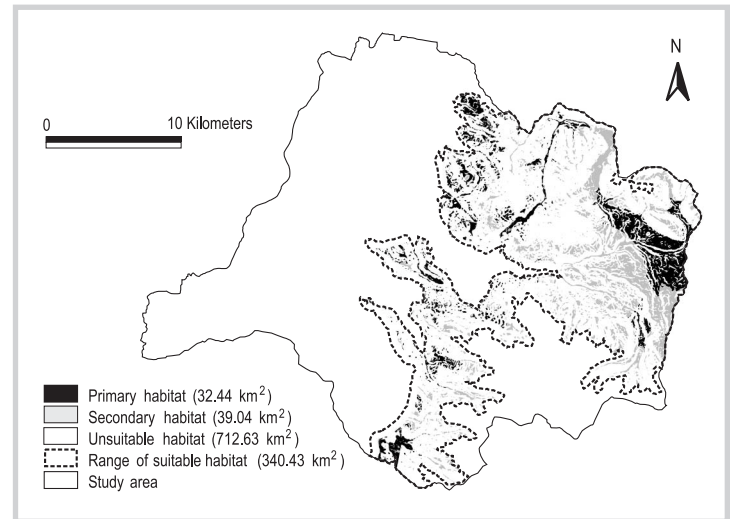 N
0 10 Kilometers
Primary habitat (32.44 km²)
Secondary habitat (39.04 km²)
Unsuitable habitat (712.63 km²)
Range of suitable habitat (340.43 km²)
Study area